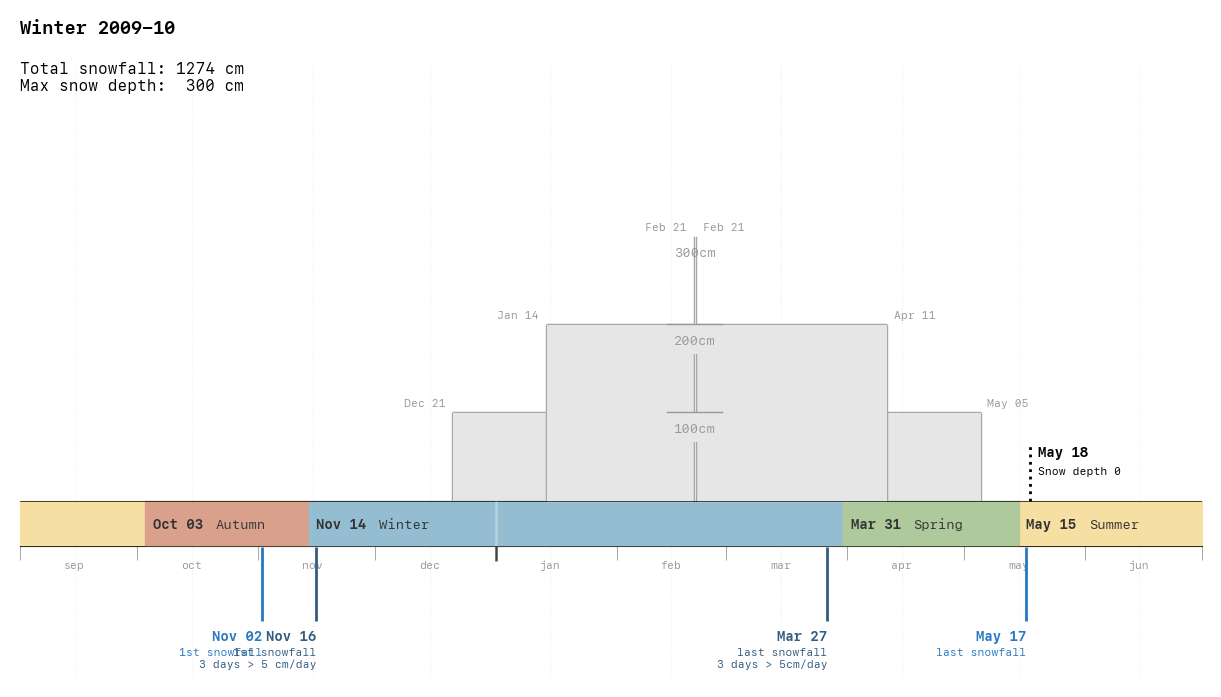 Winter 2009–10
Total snowfall: 1274 cm
Max snow depth:  300 cm
Feb 21 Feb 21
300cm
Jan 14
Apr 11
200cm
Dec 21
May 05
100cm
May 18
Snow depth 0
Oct 03 Autumn
Nov 14 Winter
Mar 31 Spring
May 15 Summer
sep oct nov dec jan feb mar apr may jun
Nov 02
1st snowfall
Nov 16
1st snowfall
3 days > 5 cm/day
Mar 27
last snowfall
3 days > 5cm/day
May 17
last snowfall